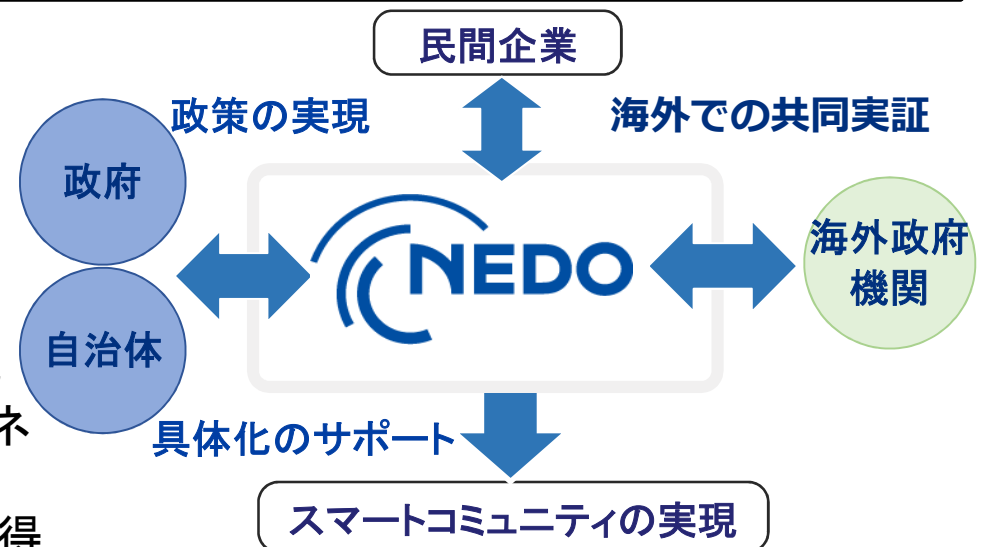 民間企業
政策の実現
海外での共同実証
政府
NEDO
海外政府
機関
自治体
ネ
具体化のサポート
スマートコミュニティの実現
得